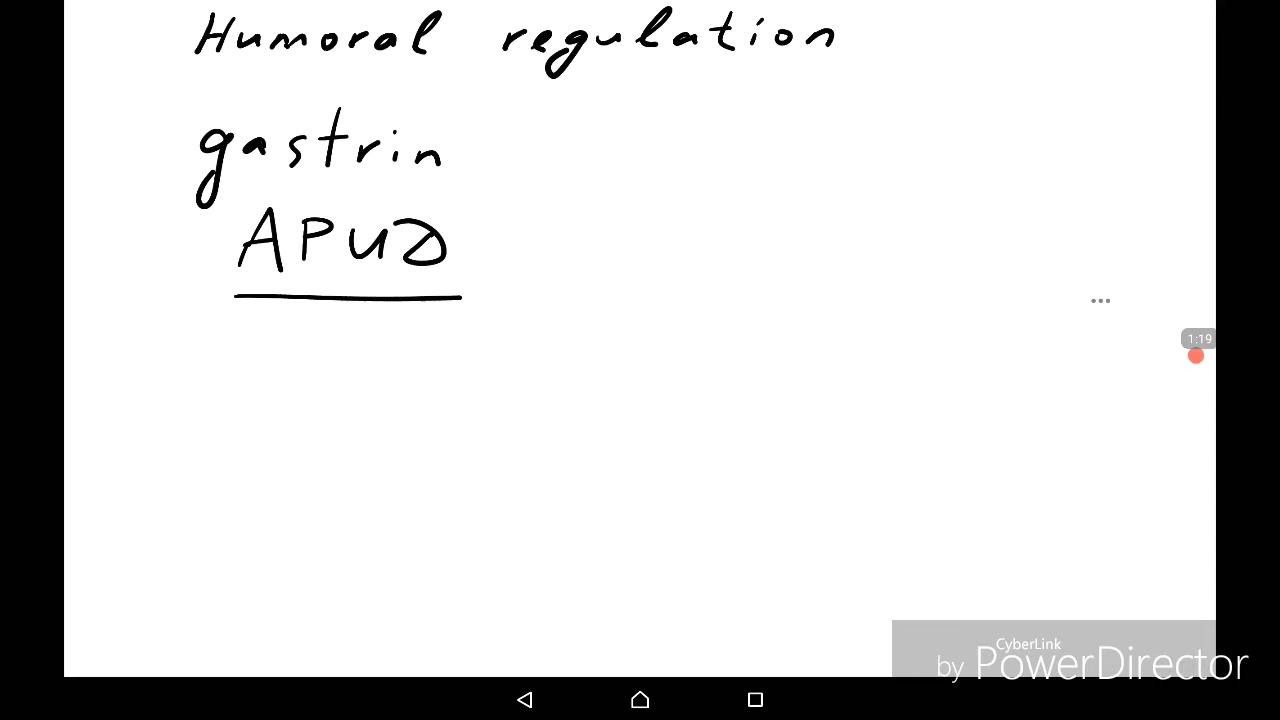 Humoral regulation
gastrin
APUD
1:19
CyberLink
by PowerDirector